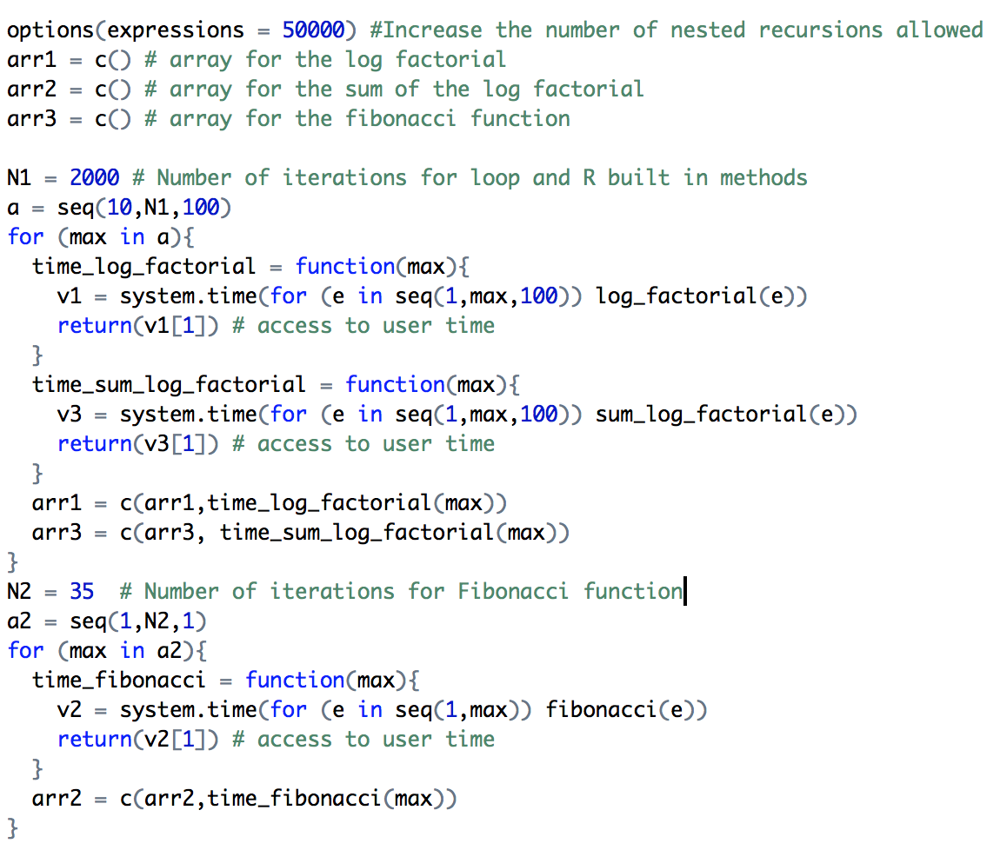 options(expressions = 50000) #Increase the number of nested recursions allowed
arr1 = c() # array for the log factorial
arr2 = c() # array for the sum of the log factorial
arr3 = c() # array for the fibonacci function

N1 = 2000 # Number of iterations for loop and R built in methods
a = seq(10,N1,100)
for (max in a){
  time_log_factorial = function(max){
    v1 = system.time(for (e in seq(1,max,100)) log_factorial(e))
    return(v1[1]) # access to user time
  }
  time_sum_log_factorial = function(max){
    v3 = system.time(for (e in seq(1,max,100)) sum_log_factorial(e))
    return(v3[1]) # access to user time
  }
  arr1 = c(arr1,time_log_factorial(max))
  arr3 = c(arr3, time_sum_log_factorial(max))
}
N2 = 35  # Number of iterations for Fibonacci function
a2 = seq(1,N2,1)
for (max in a2){
  time_fibonacci = function(max){
    v2 = system.time(for (e in seq(1,max)) fibonacci(e))
    return(v2[1]) # access to user time
  }
  arr2 = c(arr2,time_fibonacci(max))
}